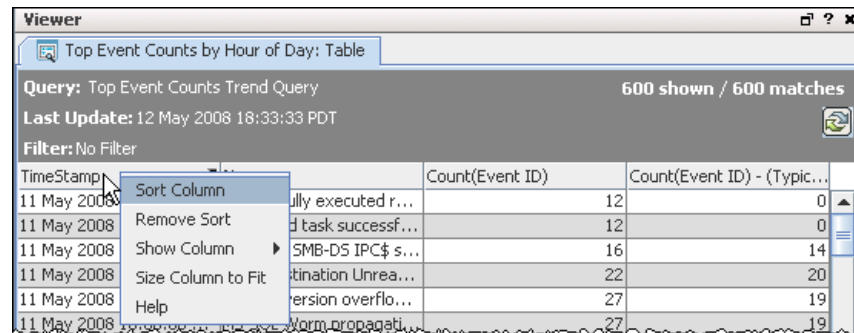 Viewer
Top Event Counts by Hour of Day: Table
Query: Top Event Counts Trend Query 600 shown / 600 matches
Last Update: 12 May 2008 18:33:33 PDT
Filter: No Filter
TimeStamp Count(Event ID) Count(Event ID) - (Typic...
Sort Column
Remove Sort
Show Column
Size Column to Fit
Help
11 May 2008 ully executed r... 12 0
11 May 2008 d task successf... 12 0
11 May 2008 SMB-DS IPC$ s... 16 14
11 May 2008 stination Unrea... 22 20
11 May 2008 version overflo... 27 19
11 May 2008 Worm propagati... 27 19